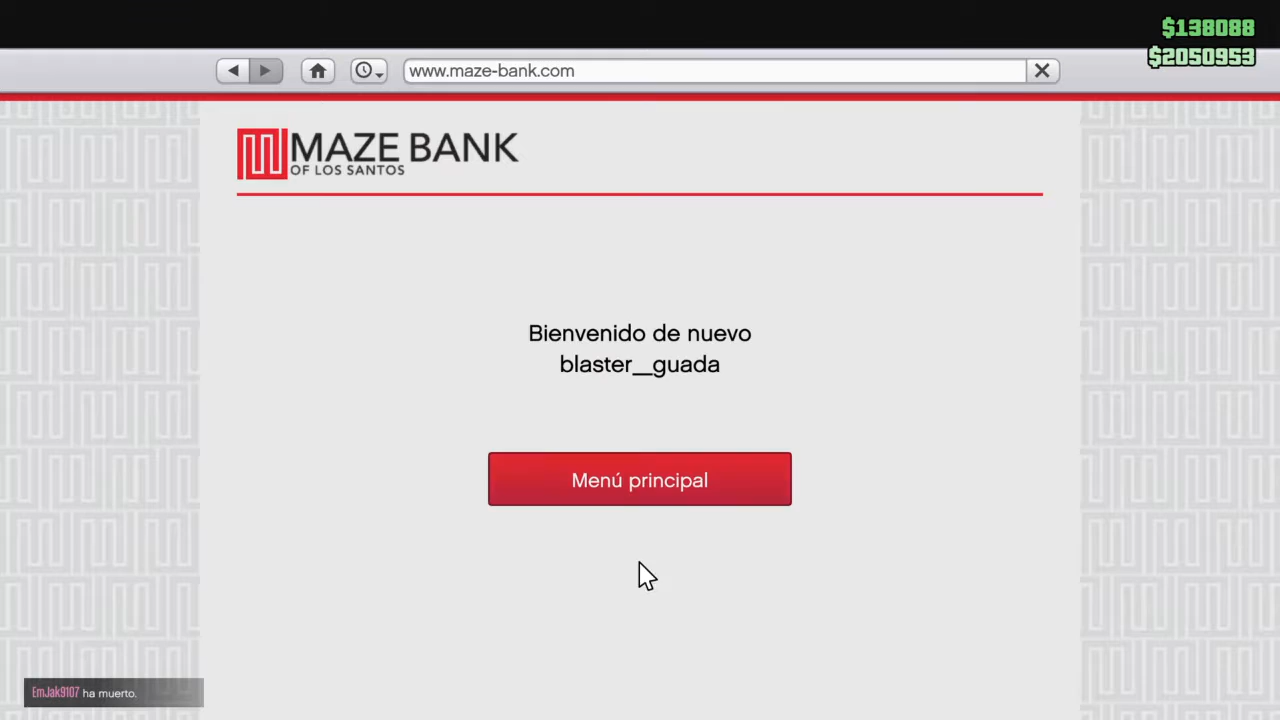 $138088
$2050953
www.maze-bank.com
MAZE BANK
OF LOS SANTOS
Bienvenido de nuevo
blaster__guada
Menú principal
EmJak9107 ha muerto.